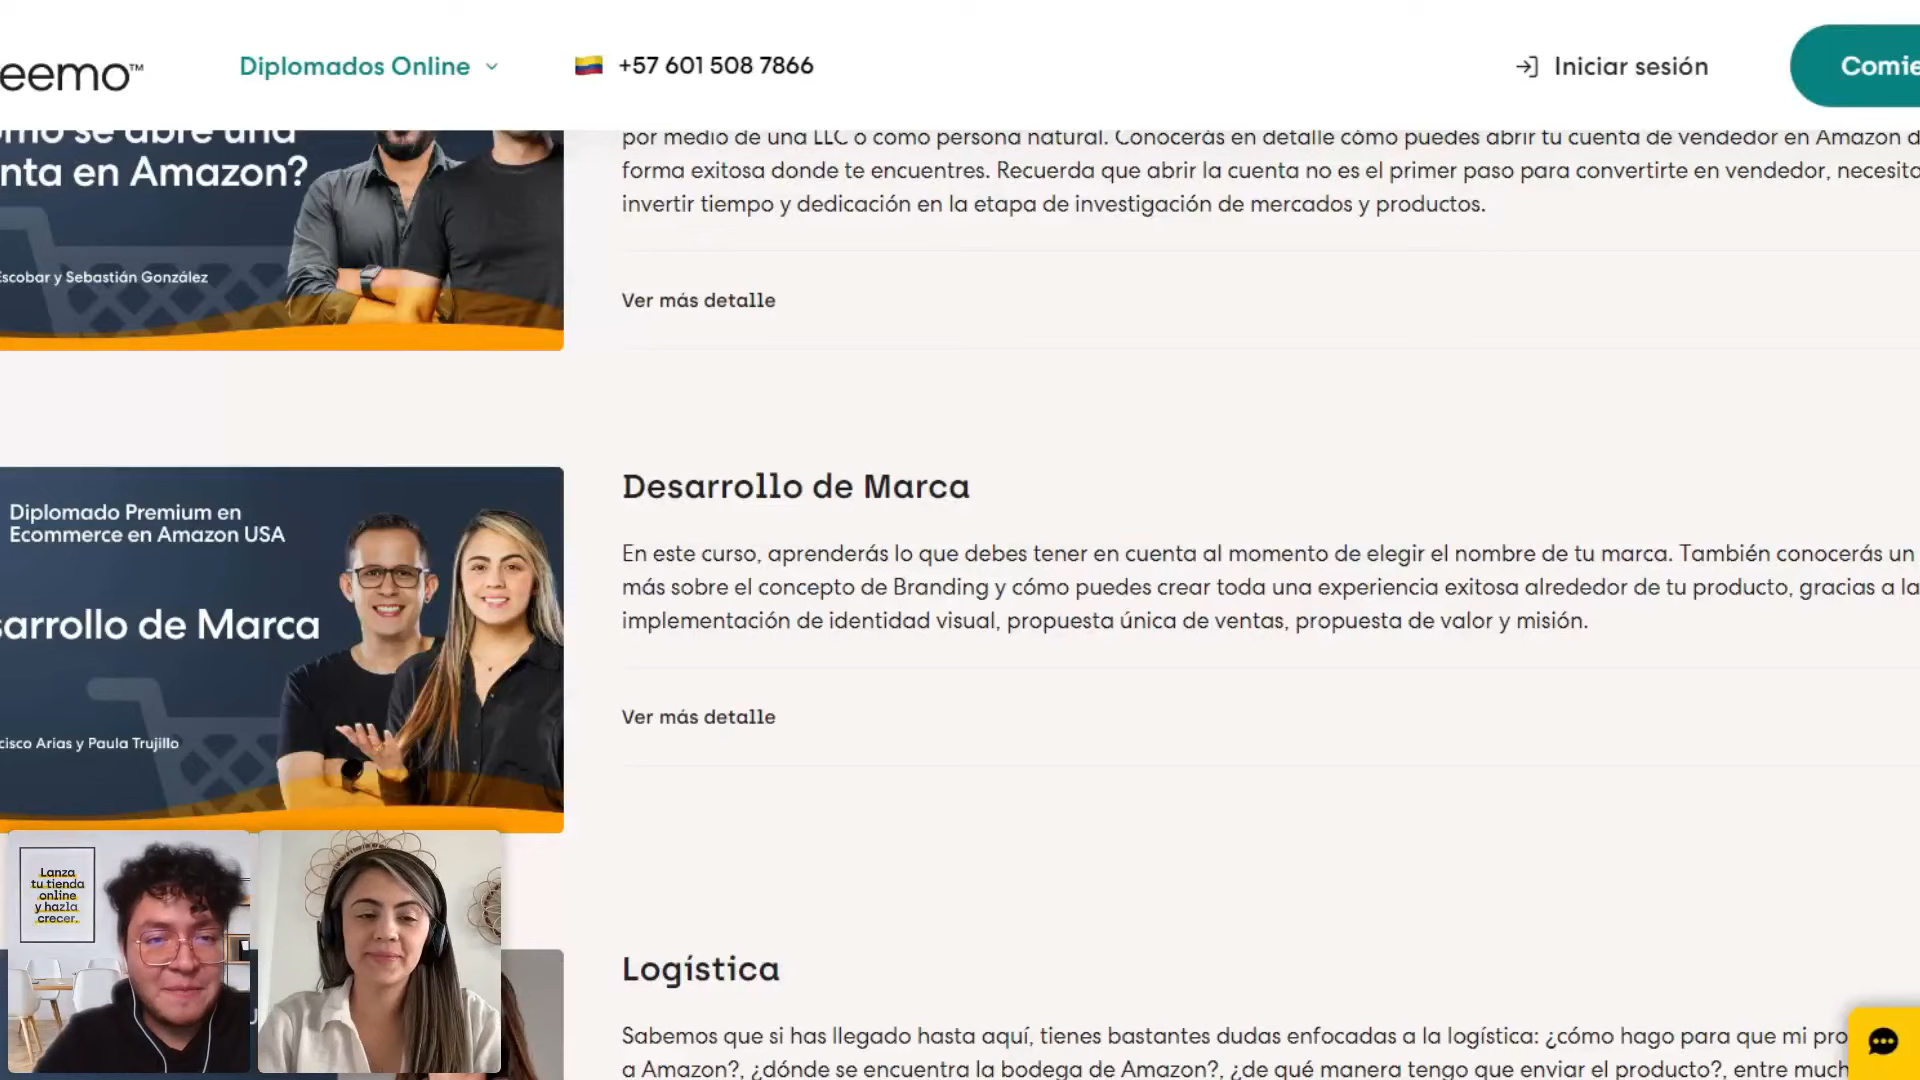 eemo™
Diplomados Online
+57 601 508 7866
Iniciar sesión
Comie
ómo se abre una
nta en Amazon?
Escobar y Sebastián González
por medio de una LLC o como persona natural. Conocerás en detalle cómo puedes abrir tu cuenta de vendedor en Amazon d
forma exitosa donde te encuentres. Recuerda que abrir la cuenta no es el primer paso para convertirte en vendedor, necesita
invertir tiempo y dedicación en la etapa de investigación de mercados y productos.
Ver más detalle
Diplomado Premium en
Ecommerce en Amazon USA
sarrollo de Marca
cisco Arias y Paula Trujillo
Desarrollo de Marca
En este curso, aprenderás lo que debes tener en cuenta al momento de elegir el nombre de tu marca. También conocerás un
más sobre el concepto de Branding y cómo puedes crear toda una experiencia exitosa alrededor de tu producto, gracias a la
implementación de identidad visual, propuesta única de ventas, propuesta de valor y misión.
Ver más detalle
Lanza
tu tienda
online
y hazla
crecer.
Logística
Sabemos que si has llegado hasta aquí, tienes bastantes dudas enfocadas a la logística: ¿cómo hago para que mi pro
a Amazon?, ¿dónde se encuentra la bodega de Amazon?, ¿de qué manera tengo que enviar el producto?, entre much